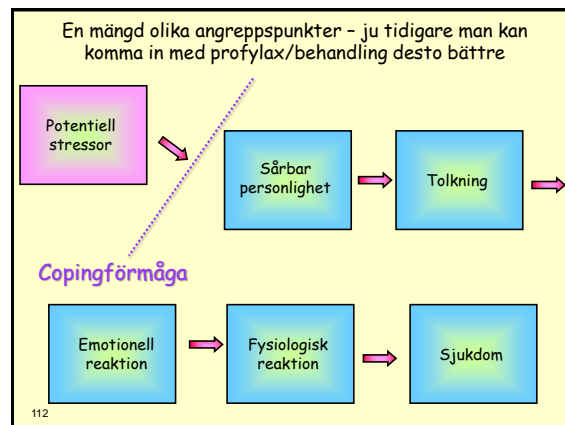 En mängd olika angreppspunkter – ju tidigare man kan
komma in med profylax/behandling desto bättre
Potentiell
stressor
Sårbar
personlighet
Tolkning
Copingförmåga
Emotionell
reaktion
Fysiologisk
reaktion
Sjukdom
112